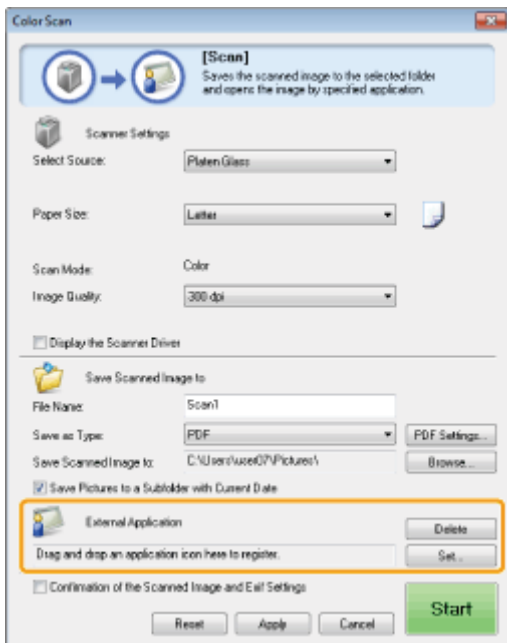 Color Scan
[Scan]
Saves the scanned image to the selected folder
and opens the image by specified application.
Scanner Settings
Select Source: Platen Glass
Paper Size: Letter
Scan Mode: Color
Image Quality: 300 dpi
Display the Scanner Driver
Save Scanned Image to
File Name: Scan1
Save as Type: PDF PDF Settings...
Save Scanned Image to: C:\Users\user07\Pictures\ Browse...
Save Pictures to a Subfolder with Current Date
External Application Delete
Drag and drop an application icon here to register. Set...
Confirmation of the Scanned Image and Exif Settings
Start
Reset Apply Cancel